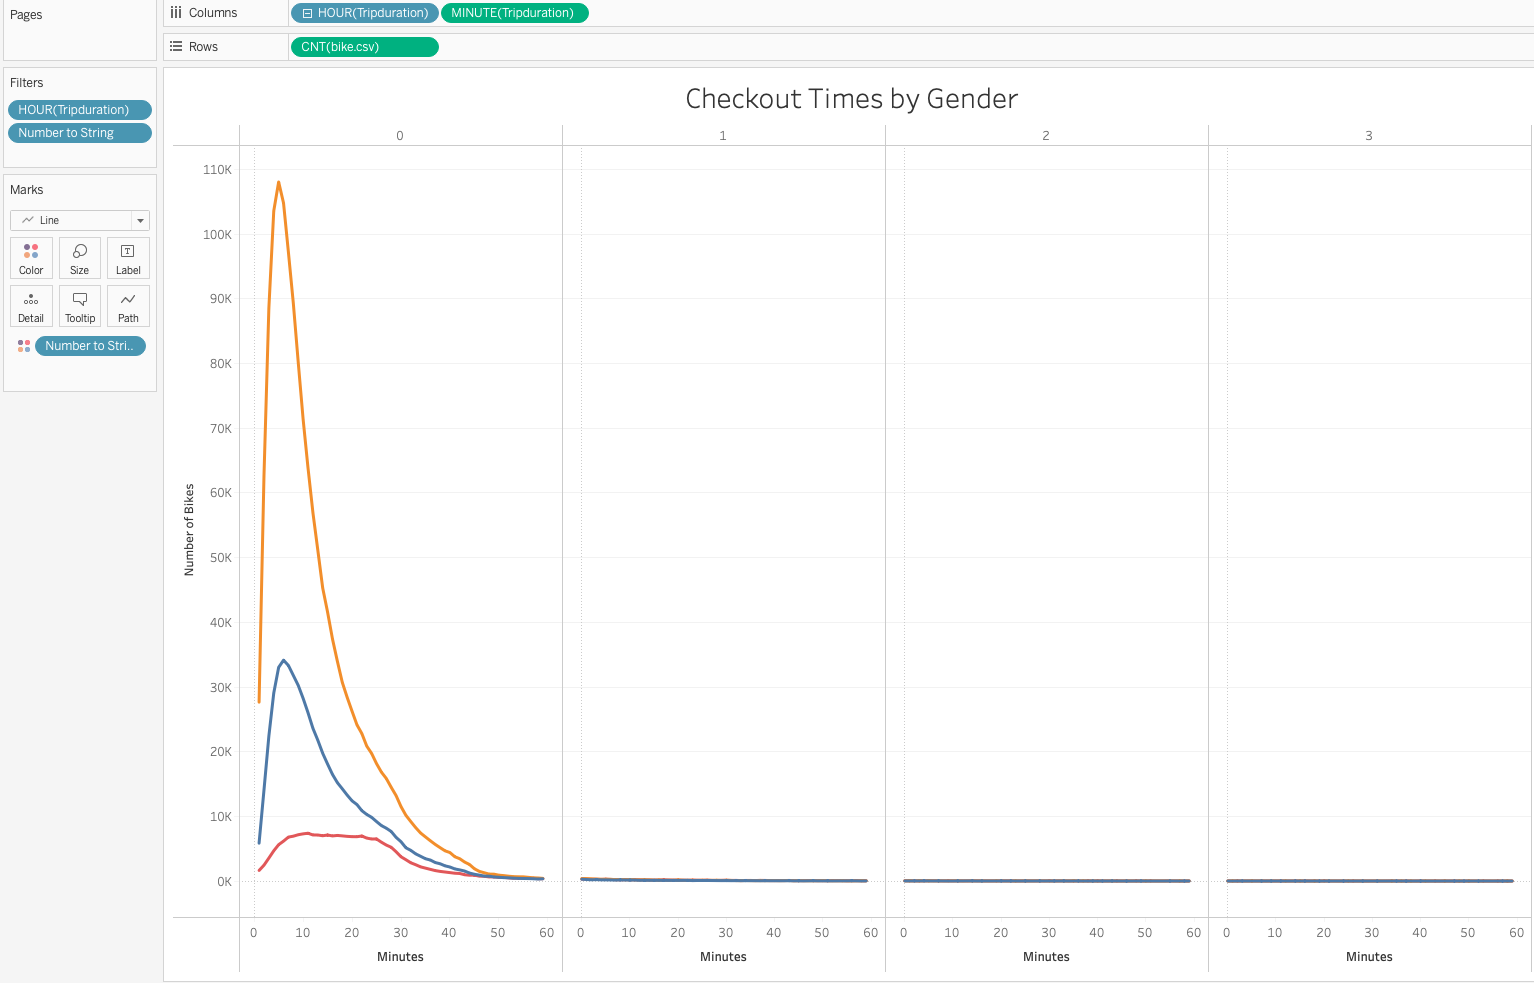 Pages
Columns
HOUR(Tripduration)
MINUTE(Tripduration)
Rows
CNT(bike.csv)
Filters
HOUR(Tripduration)
Number to String
Marks
Line
Color
Size
Label
Detail
Tooltip
Path
Number to Stri..
Checkout Times by Gender
0 1 2 3
110K
100K
90K
80K
70K
60K
50K
40K
30K
20K
10K
0K
Number of Bikes
0 10 20 30 40 50 60 0 10 20 30 40 50 60 0 10 20 30 40 50 60 0 10 20 30 40 50 60
Minutes Minutes Minutes Minutes